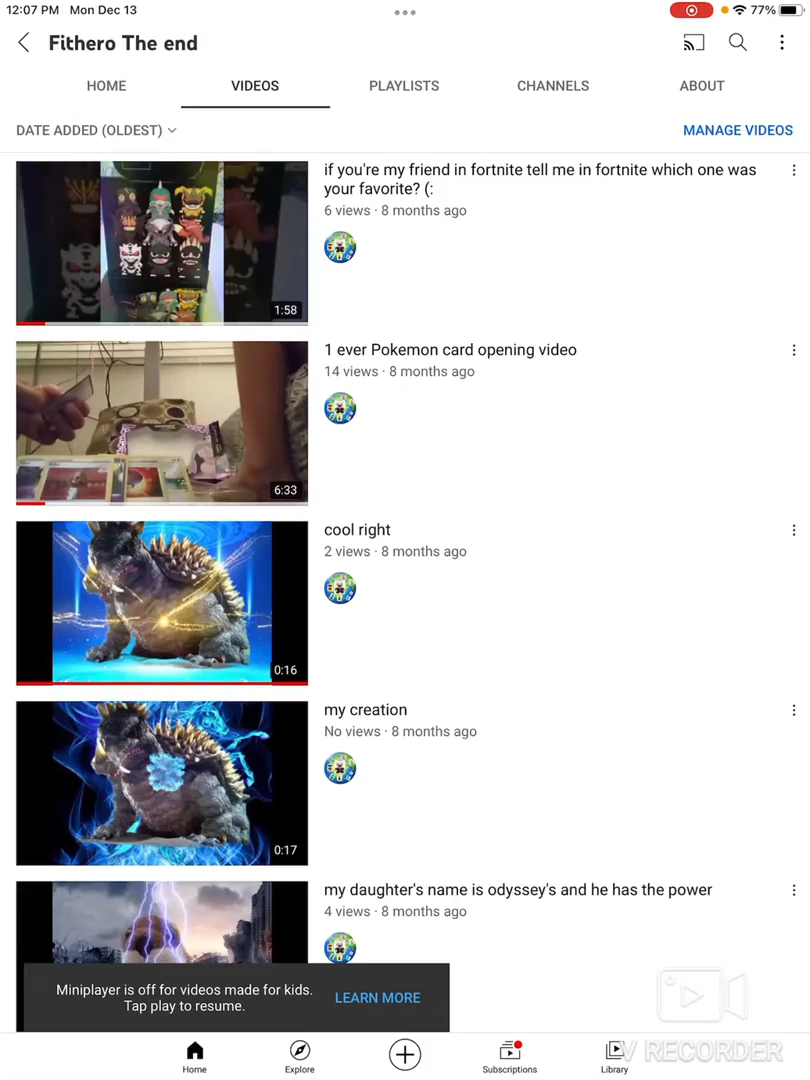 12:07 PM Mon Dec 13
77%
Fithero The end
HOME VIDEOS PLAYLISTS CHANNELS ABOUT
DATE ADDED (OLDEST) MANAGE VIDEOS
if you're my friend in fortnite tell me in fortnite which one was
your favorite? (:
6 views · 8 months ago
1:58
1 ever Pokemon card opening video
14 views · 8 months ago
6:33
cool right
2 views · 8 months ago
0:16
my creation
No views · 8 months ago
0:17
my daughter's name is odyssey's and he has the power
4 views · 8 months ago
Miniplayer is off for videos made for kids.
Tap play to resume.
LEARN MORE
V RECORDER
Home Explore Subscriptions Library